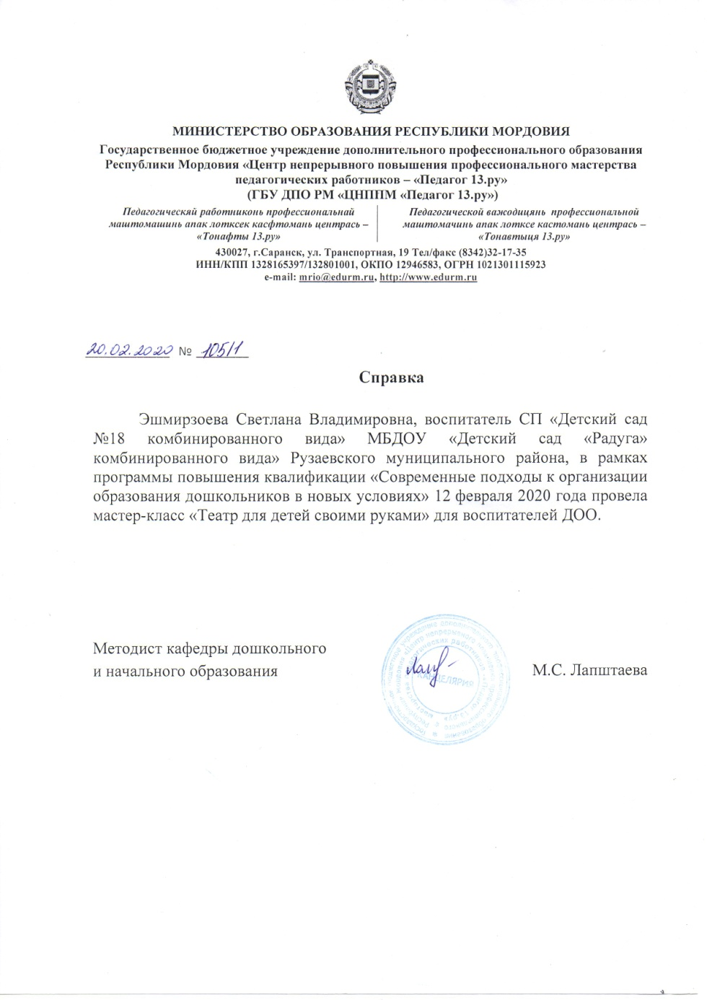 МИНИСТЕРСТВО ОБРАЗОВАНИЯ РЕСПУБЛИКИ МОРДОВИЯ
Государственное бюджетное учреждение дополнительного профессионального образования
Республики Мордовия «Центр непрерывного повышения профессионального мастерства
педагогических работников – «Педагог 13.ру»
(ГБУ ДПО РМ «ЦНППМ «Педагог 13.ру»)
Педагогическяй работниконь профессиональнай
маштомашинь апак лотксек касфтомань центрась –
«Тонафты 13.ру»
Педагогической важодицянь профессиональной
маштомачинь апак лотксе кастомань центрась –
«Тонавтыця 13.ру»
430027, г.Саранск, ул. Транспортная, 19 Тел/факс (8342)32-17-35
ИНН/КПП 1328165397/132801001, ОКПО 12946583, ОГРН 1021301115923
e-mail: mrio@edurm.ru, http://www.edurm.ru
20.02.2020 № 105/1
Справка
Эшмирзоева Светлана Владимировна, воспитатель СП «Детский сад
№18 комбинированного вида» МБДОУ «Детский сад «Радуга»
комбинированного вида» Рузаевского муниципального района, в рамках
программы повышения квалификации «Современные подходы к организации
образования дошкольников в новых условиях» 12 февраля 2020 года провела
мастер-класс «Театр для детей своими руками» для воспитателей ДОО.
Методист кафедры дошкольного
и начального образования
КАНЦЕЛЯРИЯ
М.С. Лапштаева